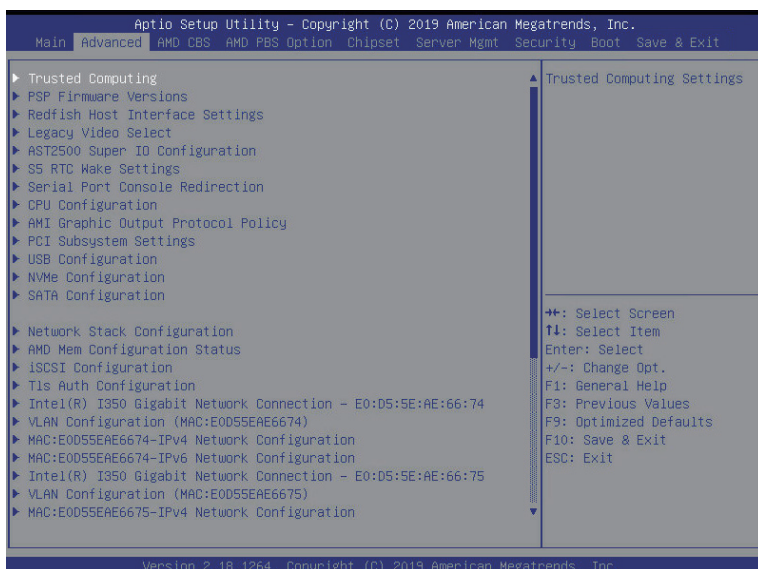 Aptio Setup Utility – Copyright (C) 2019 American Megatrends, Inc.
Main Advanced AMD CBS AMD PBS Option Chipset Server Mgmt Security Boot Save & Exit
Trusted Computing
PSP Firmware Versions
Redfish Host Interface Settings
Legacy Video Select
AST2500 Super IO Configuration
S5 RTC Wake Settings
Serial Port Console Redirection
CPU Configuration
AMI Graphic Output Protocol Policy
PCI Subsystem Settings
USB Configuration
NVMe Configuration
SATA Configuration
Network Stack Configuration
AMD Mem Configuration Status
iSCSI Configuration
Tls Auth Configuration
Intel(R) I350 Gigabit Network Connection – E0:D5:5E:AE:66:74
VLAN Configuration (MAC:E0D55EAE6674)
MAC:E0D55EAE6674-IPv4 Network Configuration
MAC:E0D55EAE6674-IPv6 Network Configuration
Intel(R) I350 Gigabit Network Connection – E0:D5:5E:AE:66:75
VLAN Configuration (MAC:E0D55EAE6675)
MAC:E0D55EAE6675-IPv4 Network Configuration
Trusted Computing Settings
→←: Select Screen
↑↓: Select Item
Enter: Select
+/-: Change Opt.
F1: General Help
F3: Previous Values
F9: Optimized Defaults
F10: Save & Exit
ESC: Exit
Version 2.18.1264. Copyright (C) 2019 American Megatrends, Inc.